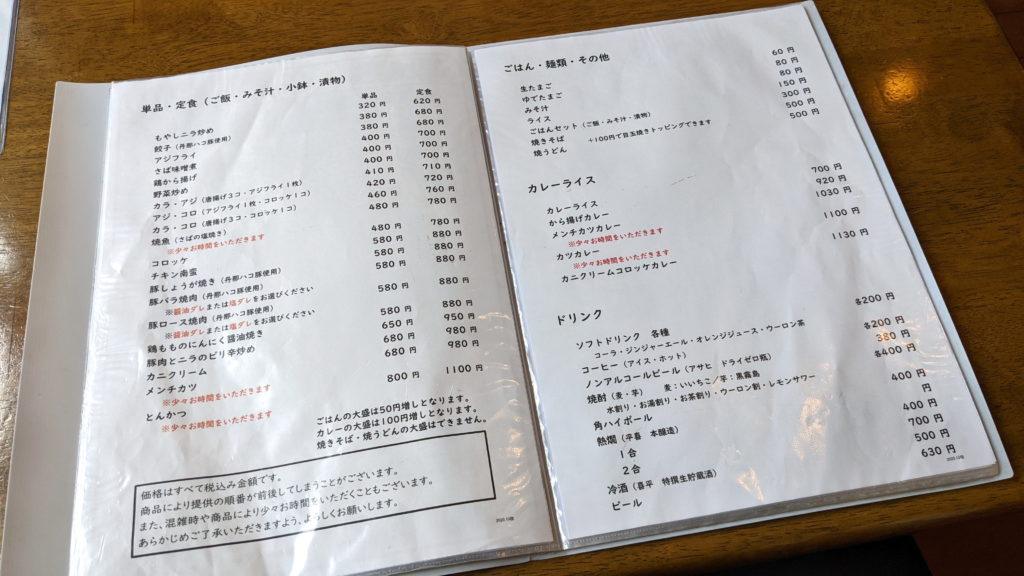 単品・定食（ご飯・みそ汁・小鉢・漬物）
単品 定食
もやしニラ炒め 320 円 620 円
餃子（丹那ハコ豚使用） 380 円 680 円
アジフライ 380 円 680 円
さば味噌煮 400 円 700 円
鶏から揚げ 400 円 700 円
野菜炒め 400 円 700 円
カラ・アジ（唐揚げ３コ・アジフライ１枚） 410 円 710 円
アジ・コロ（アジフライ１枚・コロッケ１コ） 420 円 720 円
カラ・コロ（唐揚げ３コ・コロッケ１コ） 460 円 760 円
焼魚（さばの塩焼き） 480 円 780 円
※少々お時間をいただきます
コロッケ 480 円 780 円
チキン南蛮 580 円 880 円
豚しょうが焼き（丹那ハコ豚使用） 580 円 880 円
豚バラ焼肉（丹那ハコ豚使用） 580 円 880 円
※醤油ダレまたは塩ダレをお選びください
豚ロース焼肉（丹那ハコ豚使用） 580 円 880 円
※醤油ダレまたは塩ダレをお選びください
鶏もものにんにく醤油焼き 580 円 880 円
豚肉とニラのピリ辛炒め 650 円 950 円
カニクリーム 680 円 980 円
メンチカツ 680 円 980 円
※少々お時間をいただきます
とんかつ 800 円 1100 円
※少々お時間をいただきます
ごはんの大盛は50円増しとなります。
カレーの大盛は100円増しとなります。
焼きそば・焼うどんの大盛はできません。
価格はすべて税込み金額です。
商品により提供の順番が前後してしまうことがございます。
また、混雑時や商品により少々お時間をいただくこともございます。
あらかじめご了承いただきますよう、よろしくお願いします。
ごはん・麺類・その他
生たまご 60 円
ゆでたまご 80 円
みそ汁 80 円
ライス 150 円
ごはんセット（ご飯・みそ汁・漬物） 300 円
焼きそば ＋100円で目玉焼きトッピングできます 500 円
焼うどん 500 円
カレーライス
カレーライス 700 円
から揚げカレー 920 円
メンチカツカレー 1030 円
※少々お時間をいただきます
カツカレー 1100 円
※少々お時間をいただきます
カニクリームコロッケカレー 1130 円
ドリンク
ソフトドリンク 各種 各200 円
コーラ・ジンジャーエール・オレンジジュース・ウーロン茶
コーヒー（アイス・ホット） 各200 円
ノンアルコールビール（アサヒ ドライゼロ瓶） 380 円
焼酎（麦・芋） 麦：いいちこ／芋：黒霧島 各400 円
水割り・お湯割り・お茶割り・ウーロン割・レモンサワー
角ハイボール 400 円
熱燗（平喜 本醸造） 円
１合 400 円
２合 700 円
冷酒（喜平 特撰生貯蔵酒） 500 円
ビール 630 円